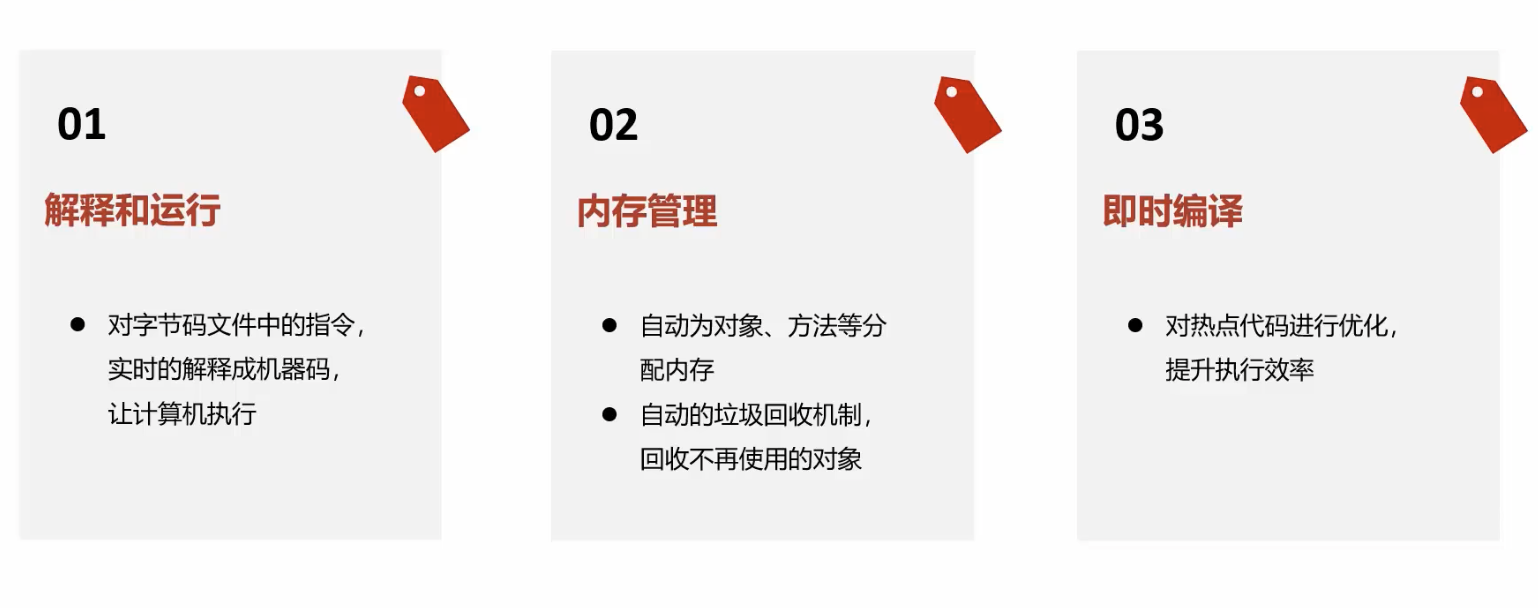 01
解释和运行
● 对字节码文件中的指令，
实时的解释成机器码，
让计算机执行
02
内存管理
● 自动为对象、方法等分
配内存
● 自动的垃圾回收机制，
回收不再使用的对象
03
即时编译
● 对热点代码进行优化，
提升执行效率